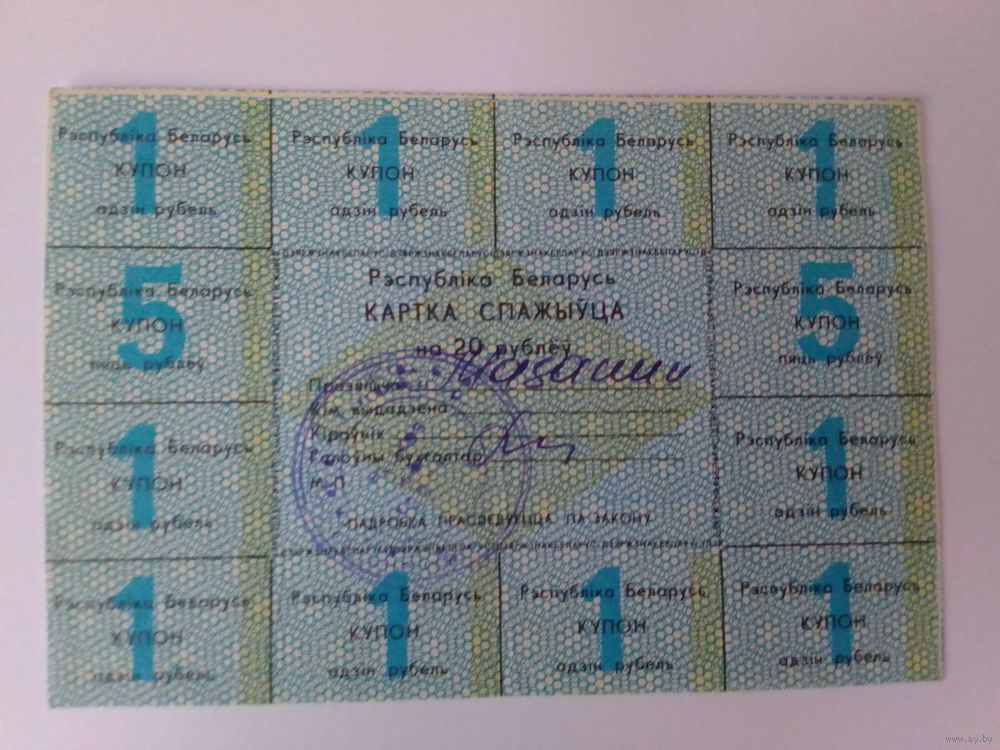 Рэспубліка Беларусь
КУПОН
1
адзін рубель
Рэспубліка Беларусь
КУПОН
1
адзін рубель
Рэспубліка Беларусь
КУПОН
1
адзін рубель
Рэспубліка Беларусь
КУПОН
1
адзін рубель
Рэспубліка Беларусь
КУПОН
5
пяць рублёў
ДЗЯРЖЗНАКБЕЛАРУСЬ
Рэспубліка Беларусь
КАРТКА СПАЖЫЎЦА
на 20 рублёў
Прозвішча
Кім выдадзена
Кіраўнік
Галоўны бухгалтар
М. П.
ПАДРОБКА ПРАСЛЕДУЕЦЦА ПА ЗАКОНУ
Рэспубліка Беларусь
КУПОН
5
пяць рублёў
Рэспубліка Беларусь
КУПОН
1
адзін рубель
Рэспубліка Беларусь
КУПОН
1
адзін рубель
Рэспубліка Беларусь
КУПОН
1
адзін рубель
Рэспубліка Беларусь
КУПОН
1
адзін рубель
Рэспубліка Беларусь
КУПОН
1
адзін рубель
Рэспубліка Беларусь
КУПОН
1
адзін рубель
www.ay.by